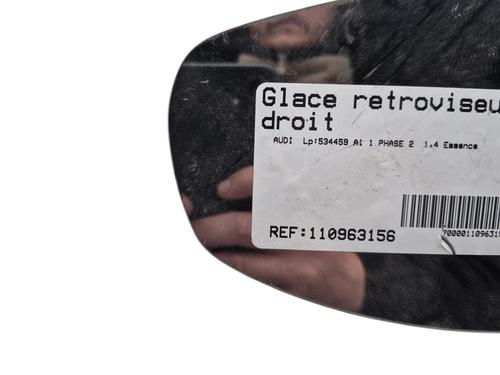 Glace retroviseu
droit
AUDI Lp:534459 A1 1 PHASE 2 1.4 Essence
REF:110963156